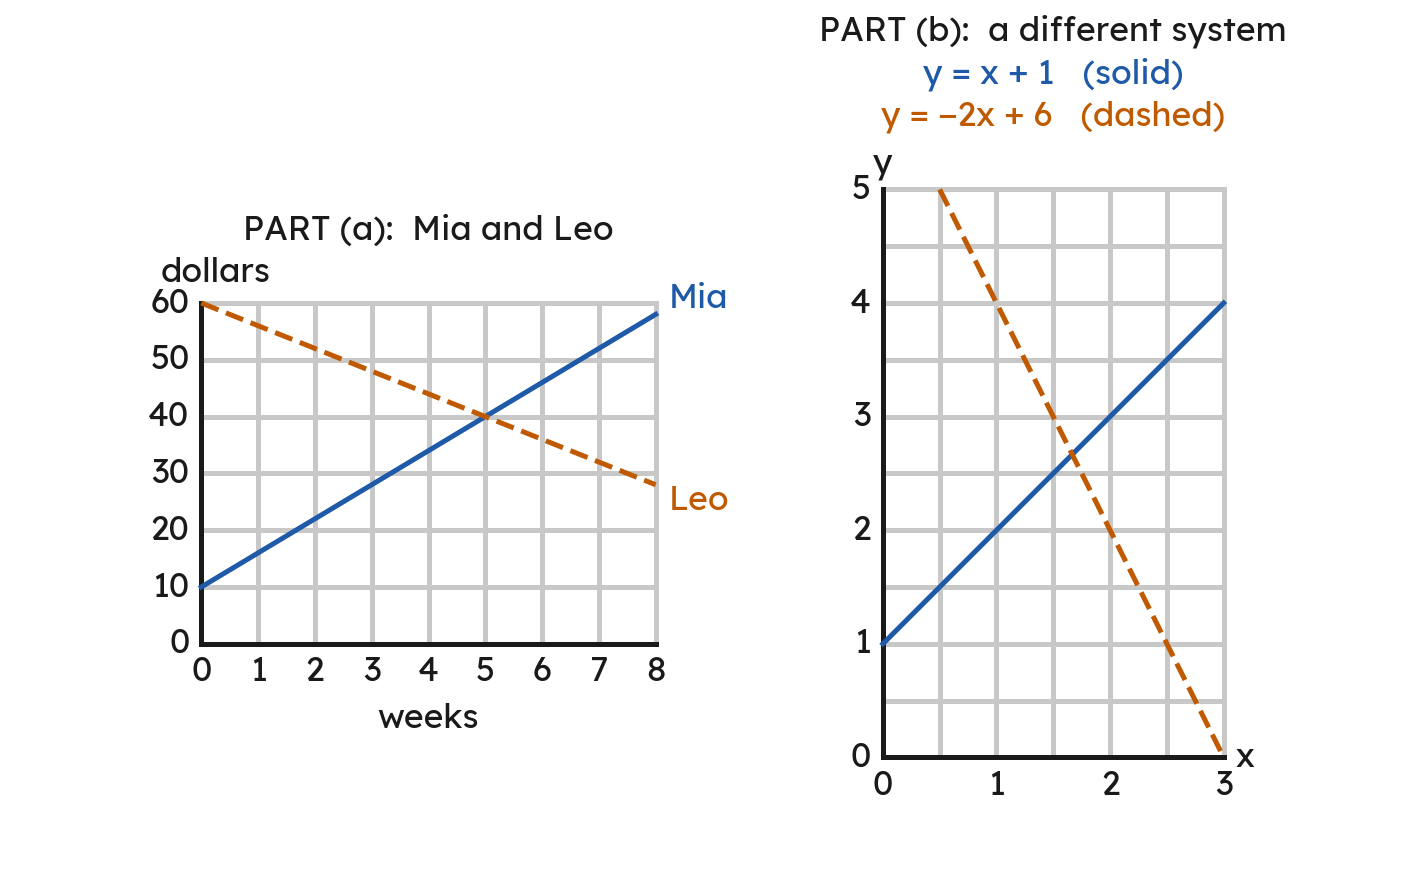 PART (a):  Mia and Leo
dollars
60
50
40
30
20
10
0
0 1 2 3 4 5 6 7 8
weeks
Mia
Leo
PART (b):  a different system
y = x + 1   (solid)
y = −2x + 6   (dashed)
y
5
4
3
2
1
0
0 1 2 3
x